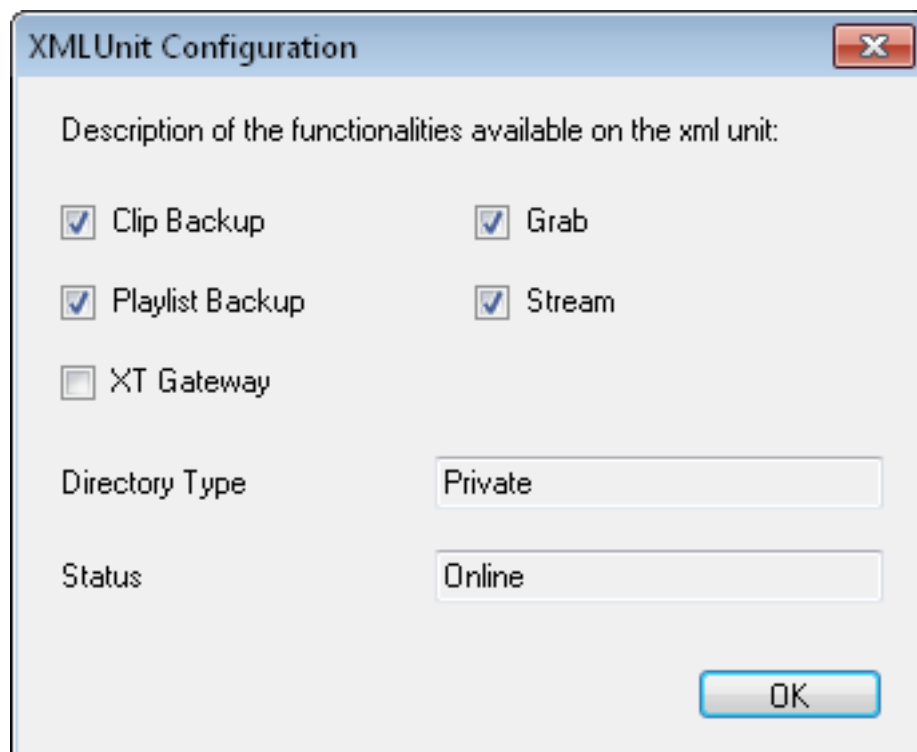 XMLUnit Configuration
Description of the functionalities available on the xml unit:
Clip Backup
Grab
Playlist Backup
Stream
XT Gateway
Directory Type
Private
Status
Online
OK